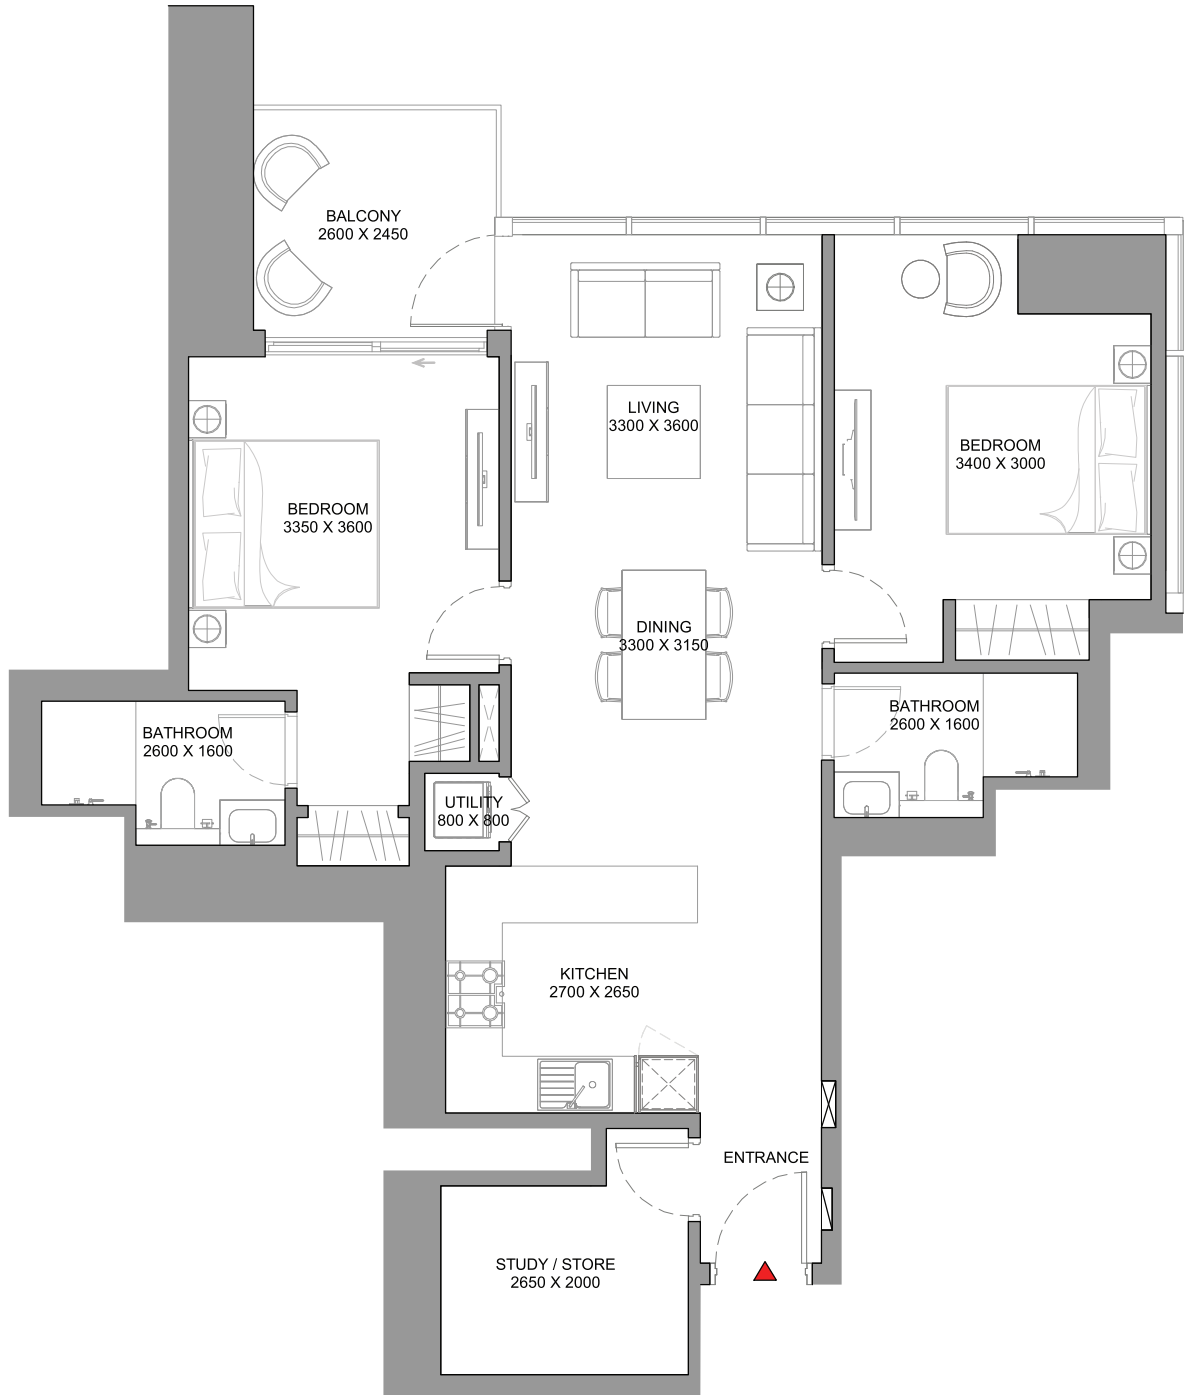 BALCONY
2600 X 2450
LIVING
3300 X 3600
BEDROOM
3400 X 3000
BEDROOM
3350 X 3600
DINING
3300 X 3150
BATHROOM
2600 X 1600
BATHROOM
2600 X 1600
UTILITY
800 X 800
KITCHEN
2700 X 2650
ENTRANCE
STUDY / STORE
2650 X 2000